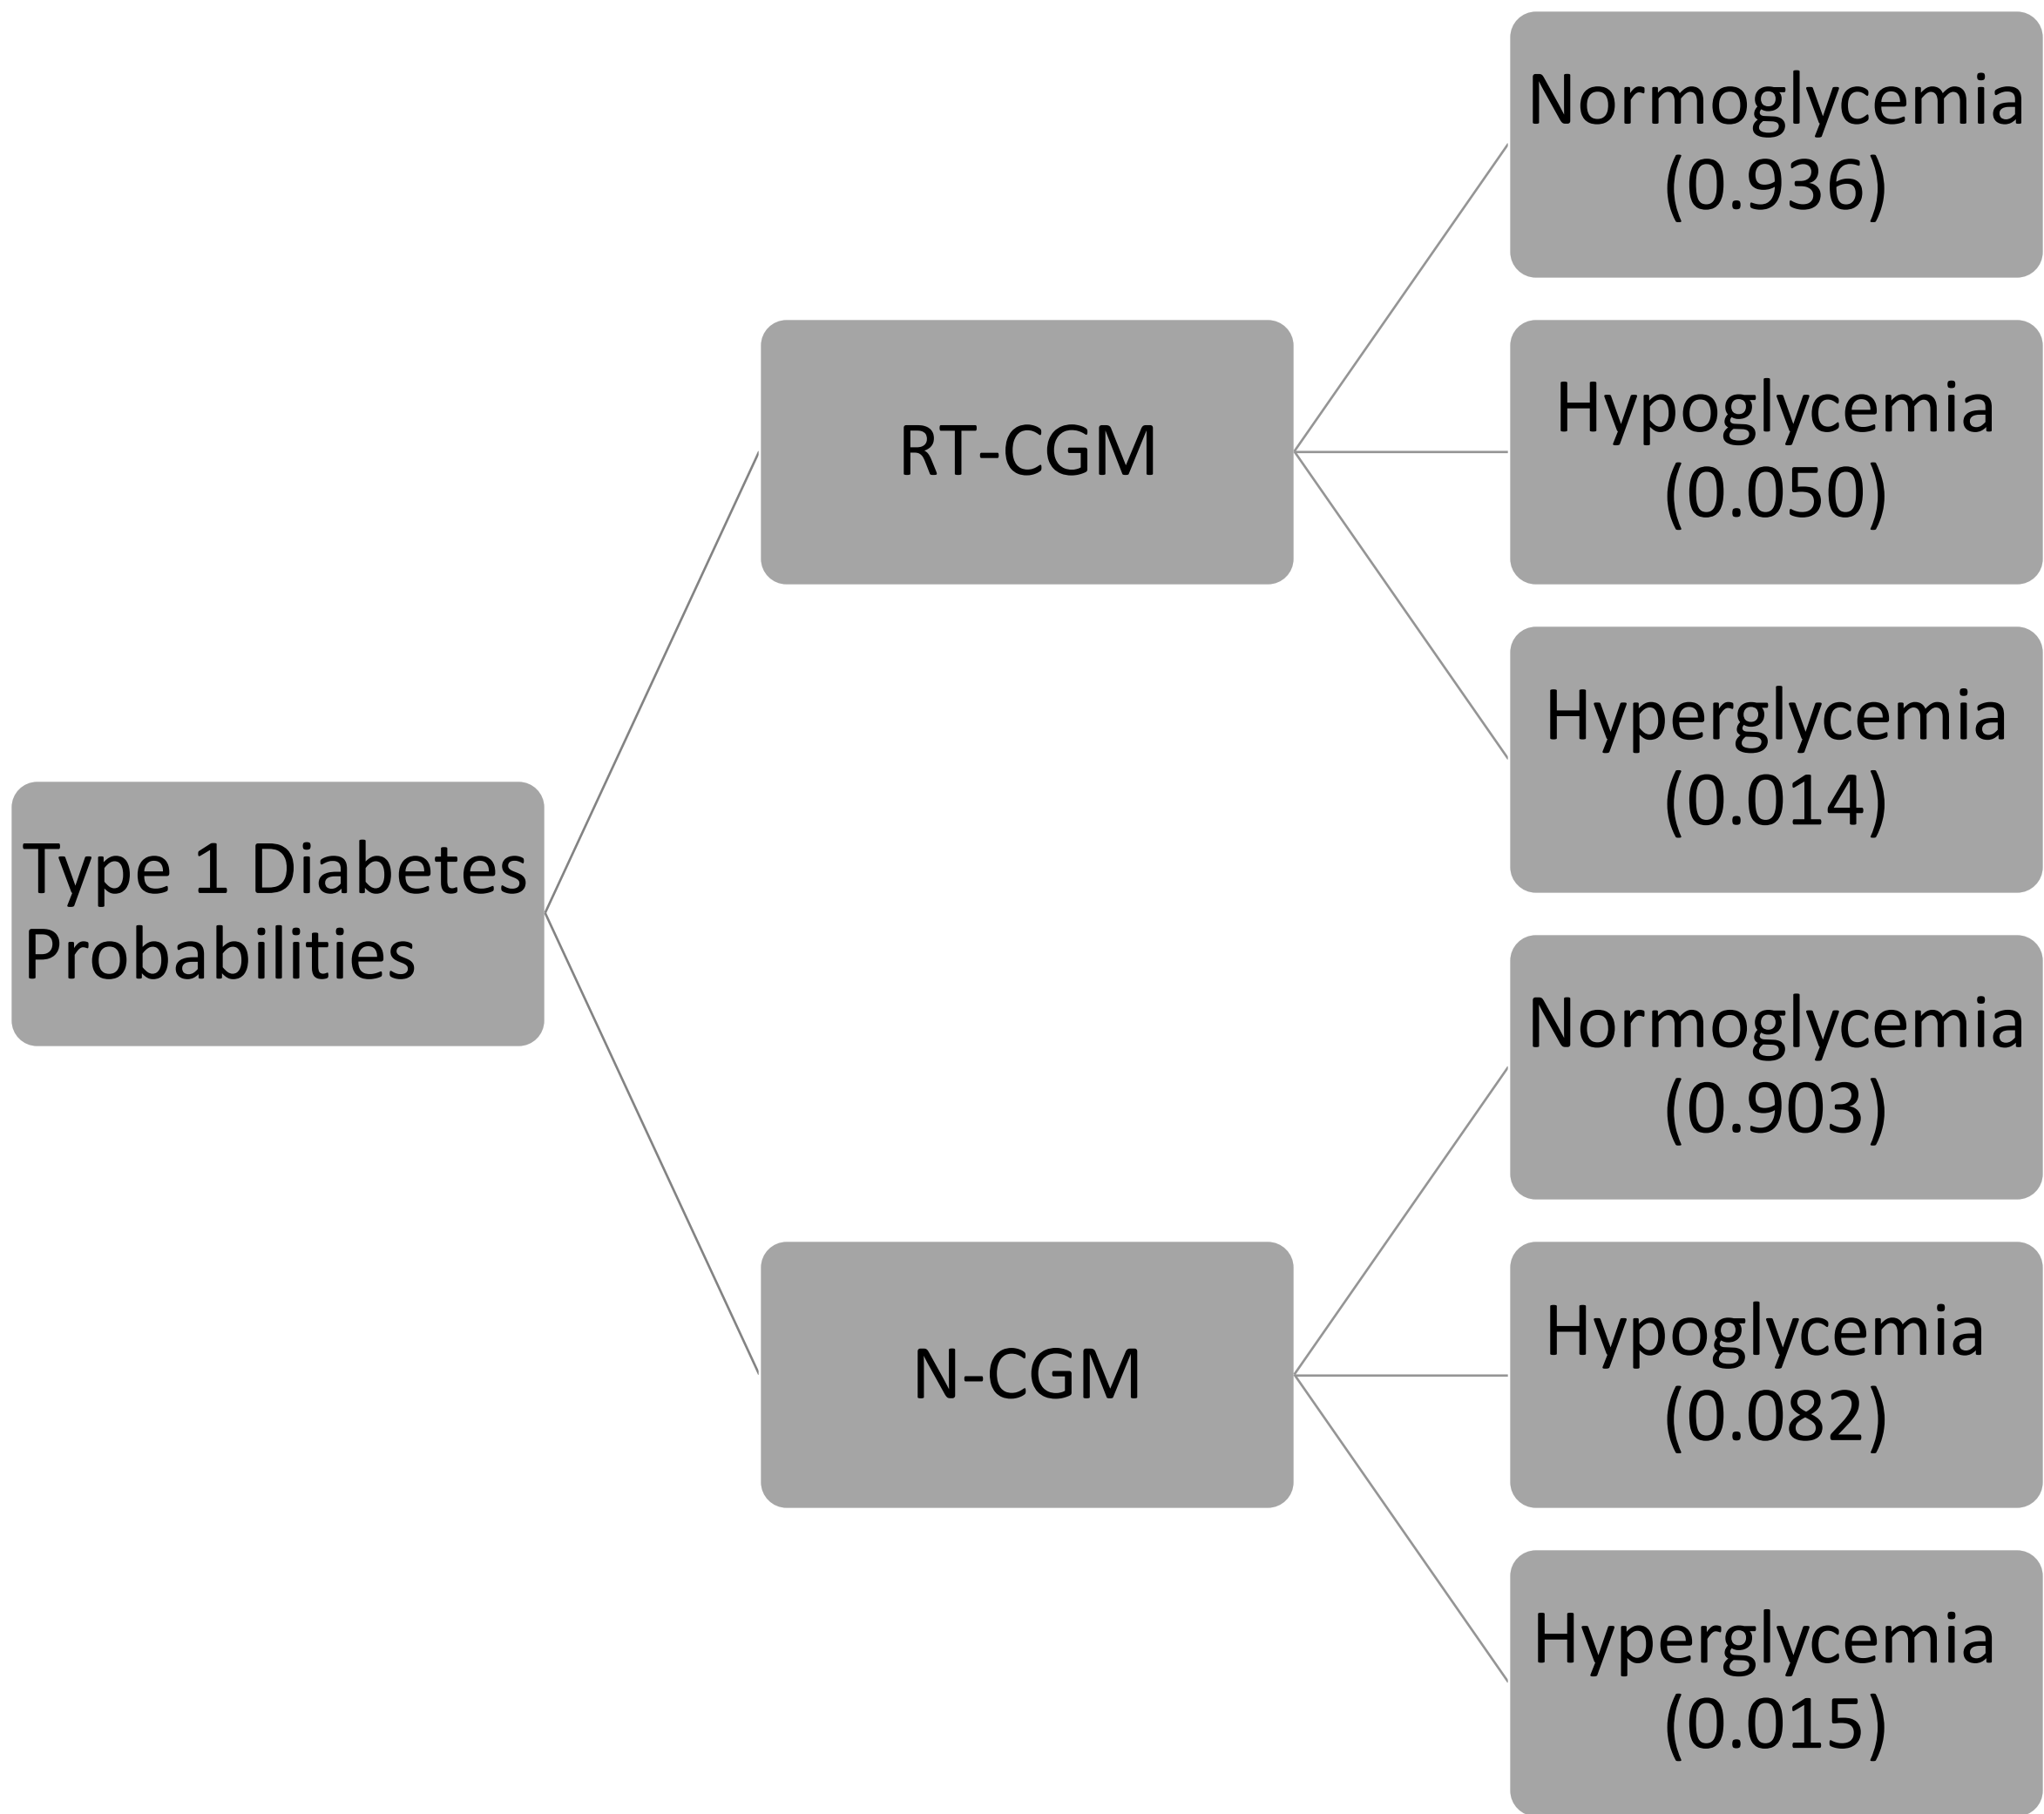 Type 1 Diabetes
Probabilities
RT-CGM
Normoglycemia
(0.936)
Hypoglycemia
(0.050)
Hyperglycemia
(0.014)
N-CGM
Normoglycemia
(0.903)
Hypoglycemia
(0.082)
Hyperglycemia
(0.015)